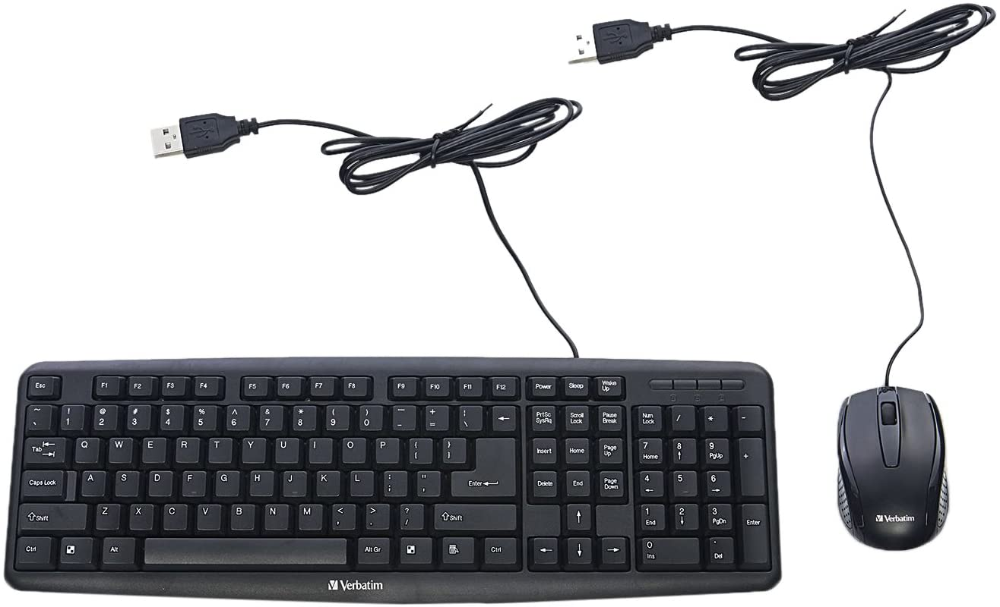 Esc F1 F2 F3 F4 F5 F6 F7 F8 F9 F10 F11 F12 Power Sleep Wake Up
~ ! @ # $ % ^ & * ( ) _ + |
` 1 2 3 4 5 6 7 8 9 0 - = \ ←
PrtSc SysRq Scroll Lock Pause Break Num Lock / * -
Tab Q W E R T Y U I O P { [ } ] Insert Home Page Up 7 Home 8 ↑ 9 PgUp +
Caps Lock A S D F G H J K L : ; " ' Enter Delete End Page Down 4 ← 5 6 →
⇧ Shift Z X C V B N M < , > . ? / ⇧ Shift ↑ 1 End 2 ↓ 3 PgDn Enter
Ctrl Alt Alt Gr Ctrl ← ↓ → 0 Ins . Del
Verbatim
Verbatim